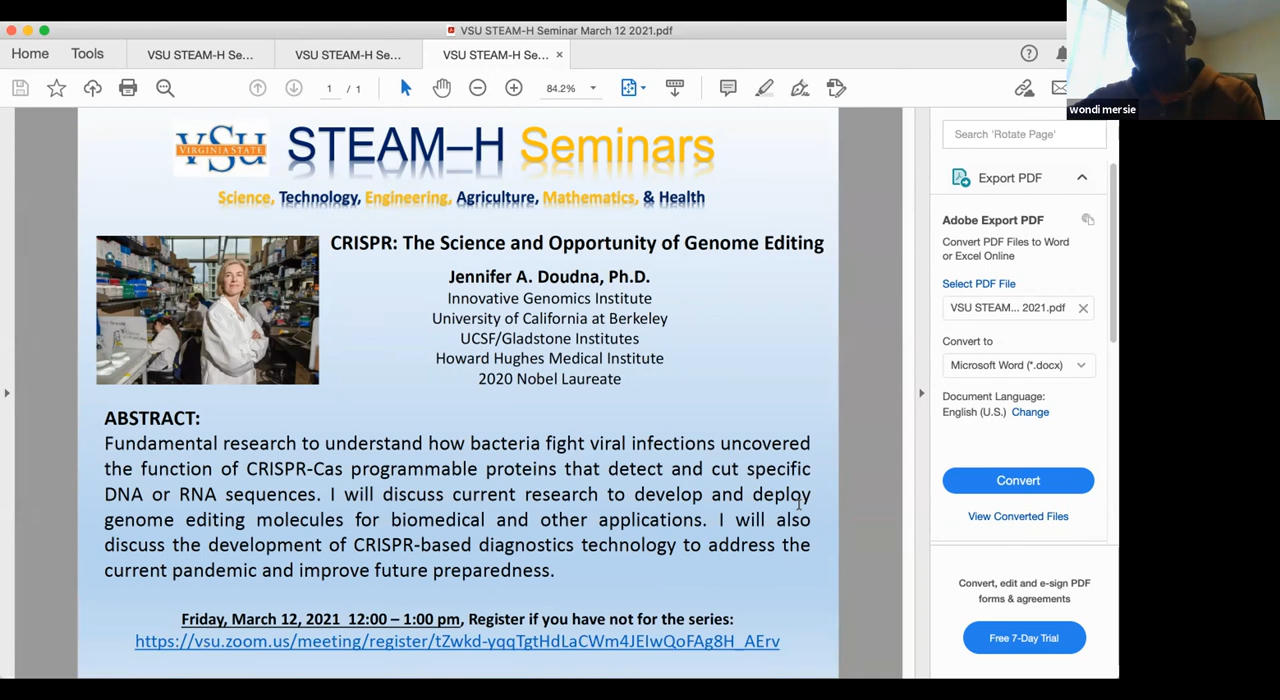 VSU STEAM-H Seminar March 12 2021.pdf
Home
Tools
VSU STEAM-H Se...
VSU STEAM-H Se...
VSU STEAM-H Se...
1 / 1
84.2%
wondi mersie
VSU
VIRGINIA STATE
STEAM–H Seminars
Science, Technology, Engineering, Agriculture, Mathematics, & Health
CRISPR: The Science and Opportunity of Genome Editing
Jennifer A. Doudna, Ph.D.
Innovative Genomics Institute
University of California at Berkeley
UCSF/Gladstone Institutes
Howard Hughes Medical Institute
2020 Nobel Laureate
ABSTRACT:
Fundamental research to understand how bacteria fight viral infections uncovered
the function of CRISPR-Cas programmable proteins that detect and cut specific
DNA or RNA sequences. I will discuss current research to develop and deploy
genome editing molecules for biomedical and other applications. I will also
discuss the development of CRISPR-based diagnostics technology to address the
current pandemic and improve future preparedness.
Friday, March 12, 2021 12:00 – 1:00 pm, Register if you have not for the series:
https://vsu.zoom.us/meeting/register/tZwkd-yqqTgtHdLaCWm4JEIwQoFAg8H_AErv
Search 'Rotate Page'
Export PDF
Adobe Export PDF
Convert PDF Files to Word
or Excel Online
Select PDF File
VSU STEAM... 2021.pdf
Convert to
Microsoft Word (*.docx)
Document Language:
English (U.S.) Change
Convert
View Converted Files
Convert, edit and e-sign PDF
forms & agreements
Free 7-Day Trial